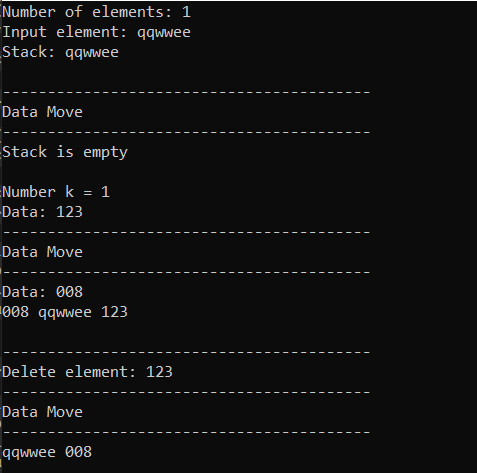 Number of elements: 1
Input element: qqwwee
Stack: qqwwee
-----------------------------------------
Data Move
-----------------------------------------
Stack is empty
Number k = 1
Data: 123
-----------------------------------------
Data Move
-----------------------------------------
Data: 008
008 qqwwee 123
-----------------------------------------
Delete element: 123
-----------------------------------------
Data Move
-----------------------------------------
qqwwee 008